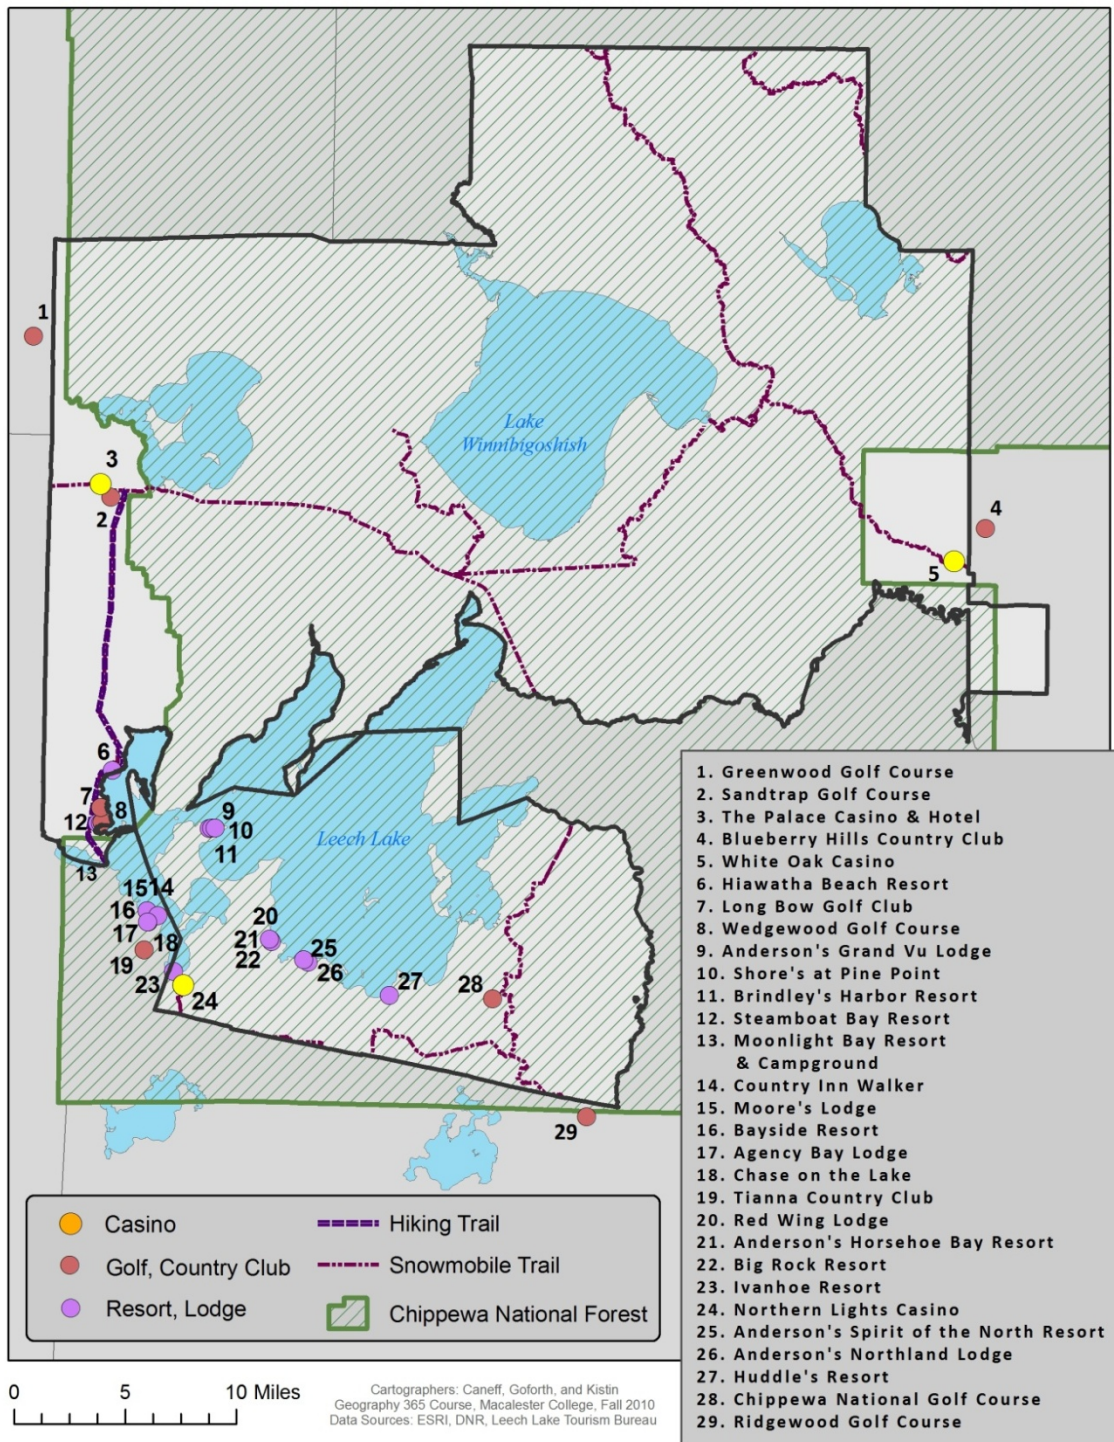 1
3
2
4
5
Lake
Winnibigoshish
6
7
8
12
13
9
10
11
Leech Lake
15 14
16
17
18
19
20
21
22
23
24
25
26
27
28
29
1. Greenwood Golf Course
2. Sandtrap Golf Course
3. The Palace Casino & Hotel
4. Blueberry Hills Country Club
5. White Oak Casino
6. Hiawatha Beach Resort
7. Long Bow Golf Club
8. Wedgewood Golf Course
9. Anderson's Grand Vu Lodge
10. Shore's at Pine Point
11. Brindley's Harbor Resort
12. Steamboat Bay Resort
13. Moonlight Bay Resort
& Campground
14. Country Inn Walker
15. Moore's Lodge
16. Bayside Resort
17. Agency Bay Lodge
18. Chase on the Lake
19. Tianna Country Club
20. Red Wing Lodge
21. Anderson's Horsehoe Bay Resort
22. Big Rock Resort
23. Ivanhoe Resort
24. Northern Lights Casino
25. Anderson's Spirit of the North Resort
26. Anderson's Northland Lodge
27. Huddle's Resort
28. Chippewa National Golf Course
29. Ridgewood Golf Course
Casino
Golf, Country Club
Resort, Lodge
Hiking Trail
Snowmobile Trail
Chippewa National Forest
0 5 10 Miles
Cartographers: Caneff, Goforth, and Kistin
Geography 365 Course, Macalester College, Fall 2010
Data Sources: ESRI, DNR, Leech Lake Tourism Bureau